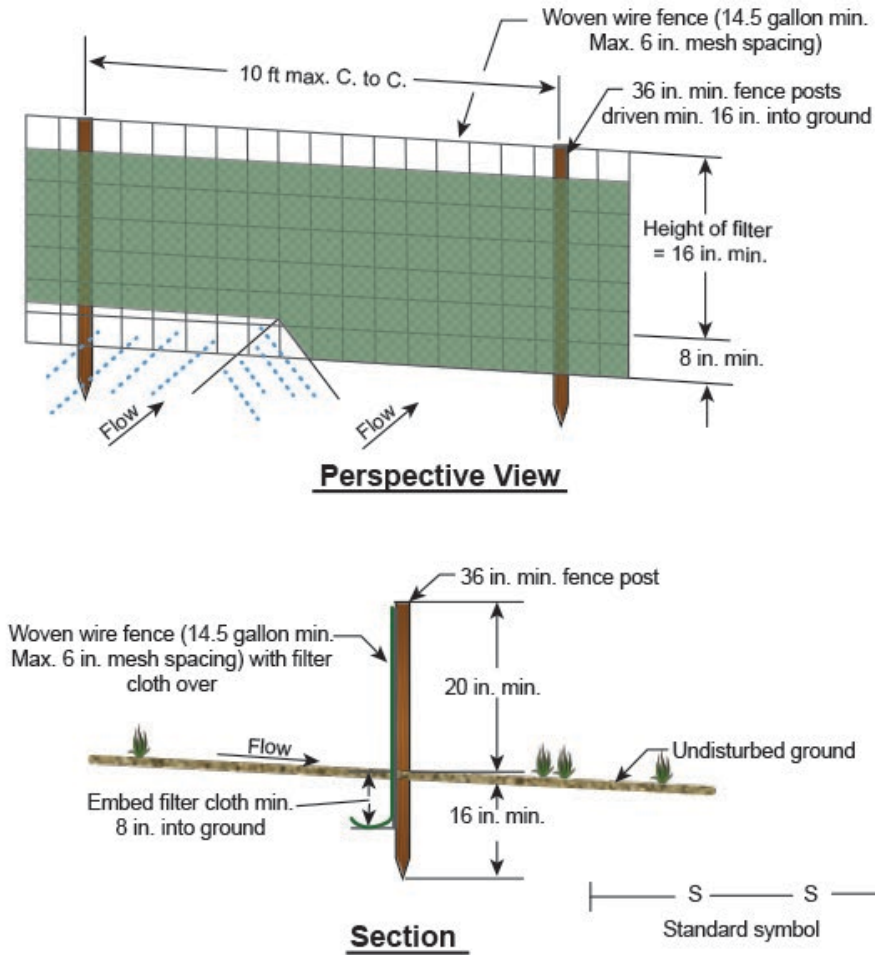 Woven wire fence (14.5 gallon min.
Max. 6 in. mesh spacing)
10 ft max. C. to C.
36 in. min. fence posts
driven min. 16 in. into ground
Height of filter
= 16 in. min.
8 in. min.
Flow
Flow
Perspective View
36 in. min. fence post
Woven wire fence (14.5 gallon min.
Max. 6 in. mesh spacing) with filter
cloth over
20 in. min.
Flow
Undisturbed ground
Embed filter cloth min.
8 in. into ground
16 in. min.
S S
Standard symbol
Section